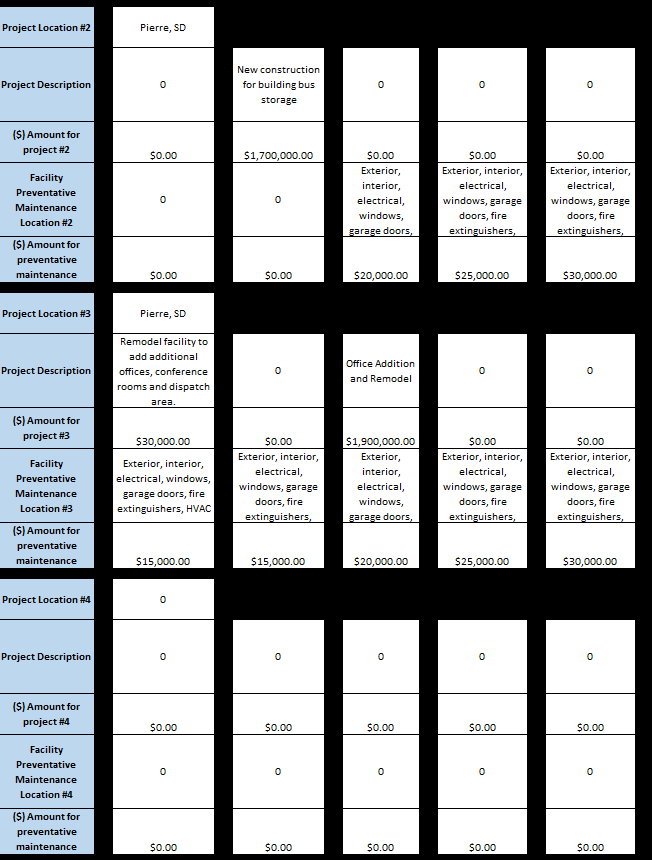 Project Location #2 Pierre, SD
Project Description 0 New construction for building bus storage 0 0 0
($) Amount for project #2 $0.00 $1,700,000.00 $0.00 $0.00 $0.00
Facility Preventative Maintenance Location #2 0 0 Exterior, interior, electrical, windows, garage doors, Exterior, interior, electrical, windows, garage doors, fire extinguishers, Exterior, interior, electrical, windows, garage doors, fire extinguishers,
($) Amount for preventative maintenance $0.00 $0.00 $20,000.00 $25,000.00 $30,000.00
Project Location #3 Pierre, SD
Project Description Remodel facility to add additional offices, conference rooms and dispatch area. 0 Office Addition and Remodel 0 0
($) Amount for project #3 $30,000.00 $0.00 $1,900,000.00 $0.00 $0.00
Facility Preventative Maintenance Location #3 Exterior, interior, electrical, windows, garage doors, fire extinguishers, HVAC Exterior, interior, electrical, windows, garage doors, fire extinguishers, Exterior, interior, electrical, windows, garage doors, Exterior, interior, electrical, windows, garage doors, fire extinguishers, Exterior, interior, electrical, windows, garage doors, fire extinguishers,
($) Amount for preventative maintenance $15,000.00 $15,000.00 $20,000.00 $25,000.00 $30,000.00
Project Location #4 0
Project Description 0 0 0 0 0
($) Amount for project #4 $0.00 $0.00 $0.00 $0.00 $0.00
Facility Preventative Maintenance Location #4 0 0 0 0 0
($) Amount for preventative maintenance $0.00 $0.00 $0.00 $0.00 $0.00